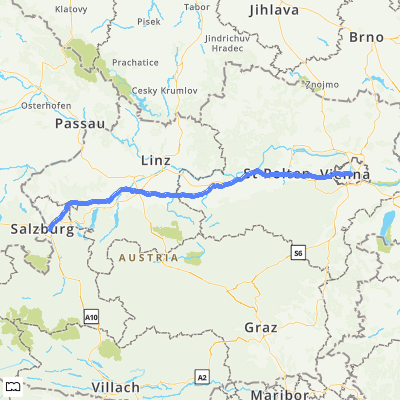 Klatovy
Tabor
Jihlava
Pisek
Jindrichuv
Hradec
Brno
Prachatice
Cesky Krumlov
Znojmo
Osterhofen
Passau
Linz
St Polten
Vienna
Salzburg
AUSTRIA
S6
A10
Graz
Villach
A2
Maribor